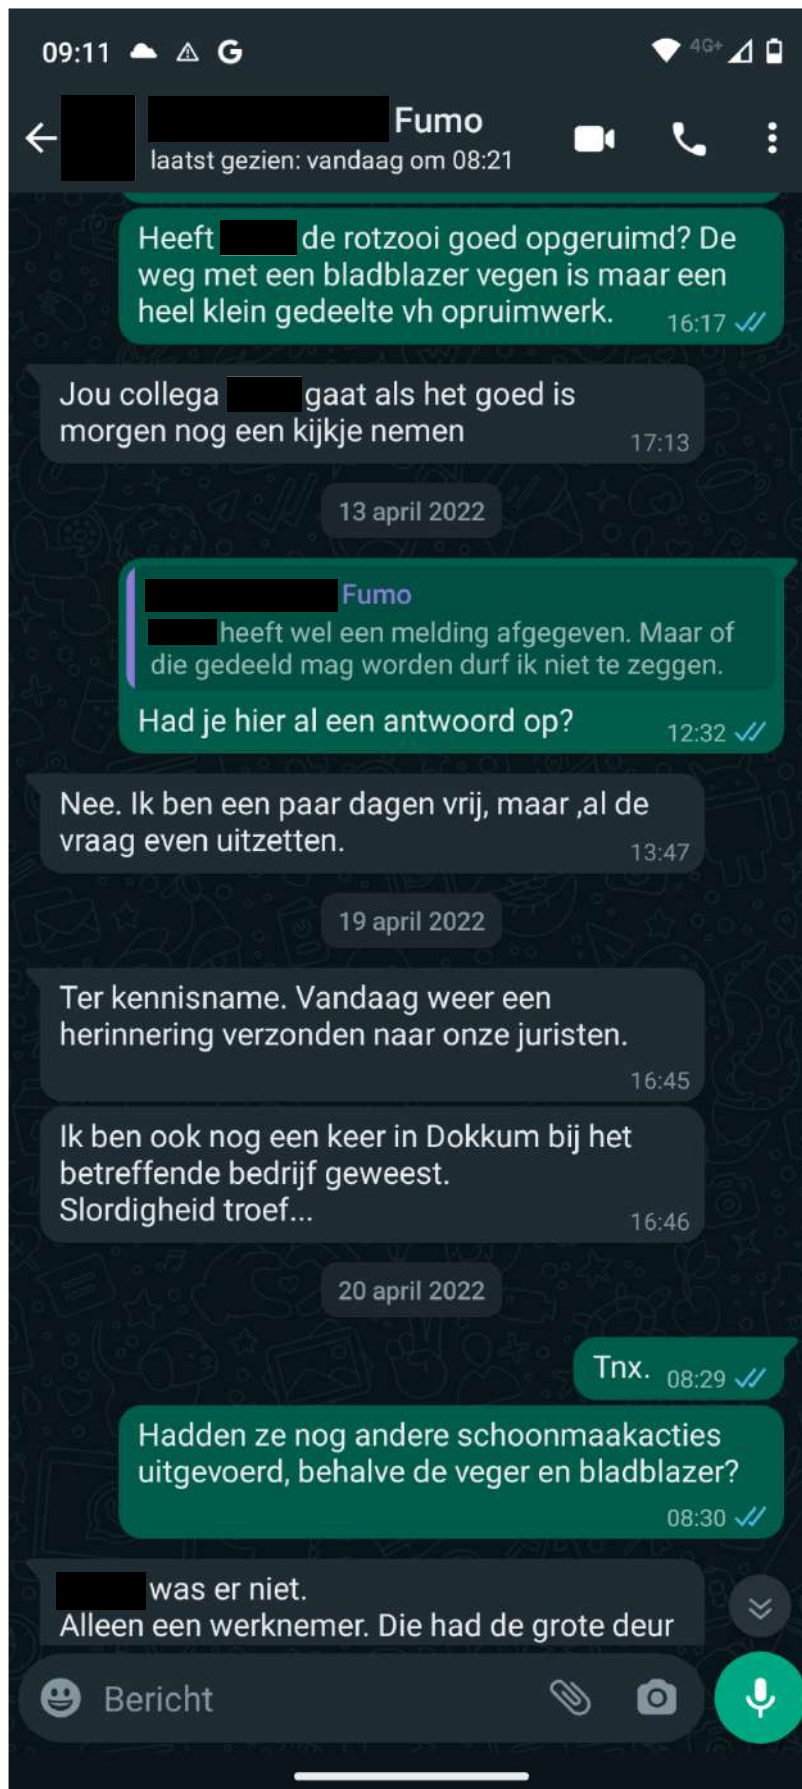 09:11 G 4G+
Fumo
laatst gezien: vandaag om 08:21
Heeft de rotzooi goed opgeruimd? De
weg met een bladblazer vegen is maar een
heel klein gedeelte vh opruimwerk. 16:17
Jou collega gaat als het goed is
morgen nog een kijkje nemen 17:13
13 april 2022
Fumo
heeft wel een melding afgegeven. Maar of
die gedeeld mag worden durf ik niet te zeggen.
Had je hier al een antwoord op? 12:32
Nee. Ik ben een paar dagen vrij, maar ,al de
vraag even uitzetten. 13:47
19 april 2022
Ter kennisname. Vandaag weer een
herinnering verzonden naar onze juristen.
16:45
Ik ben ook nog een keer in Dokkum bij het
betreffende bedrijf geweest.
Slordigheid troef... 16:46
20 april 2022
Tnx. 08:29
Hadden ze nog andere schoonmaakacties
uitgevoerd, behalve de veger en bladblazer?
08:30
was er niet.
Alleen een werknemer. Die had de grote deur
Bericht